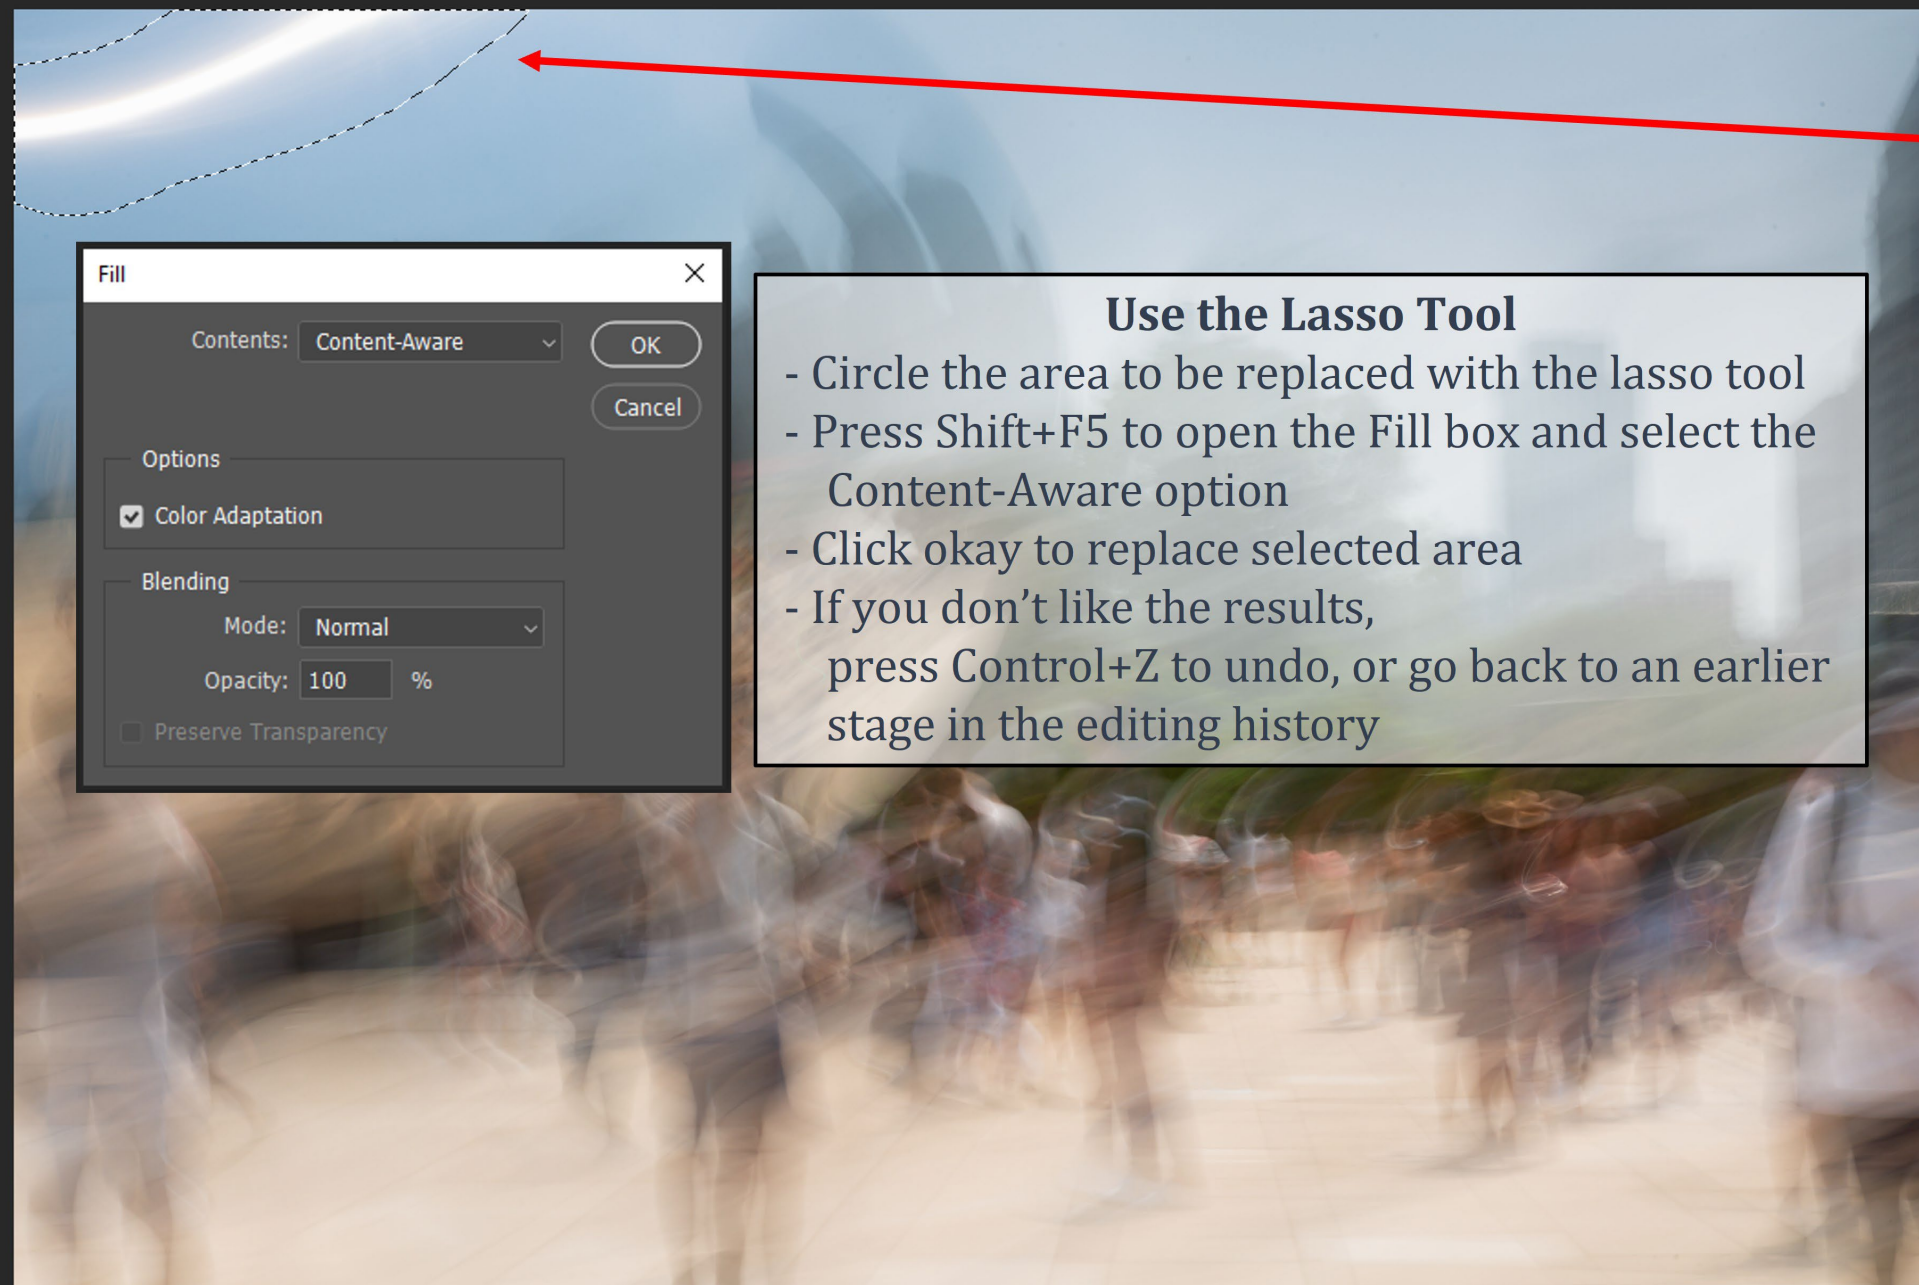 Fill
Contents: Content-Aware
OK
Cancel
Options
Color Adaptation
Blending
Mode: Normal
Opacity: 100 %
Preserve Transparency
Use the Lasso Tool
- Circle the area to be replaced with the lasso tool
- Press Shift+F5 to open the Fill box and select the
Content-Aware option
- Click okay to replace selected area
- If you don’t like the results,
press Control+Z to undo, or go back to an earlier
stage in the editing history